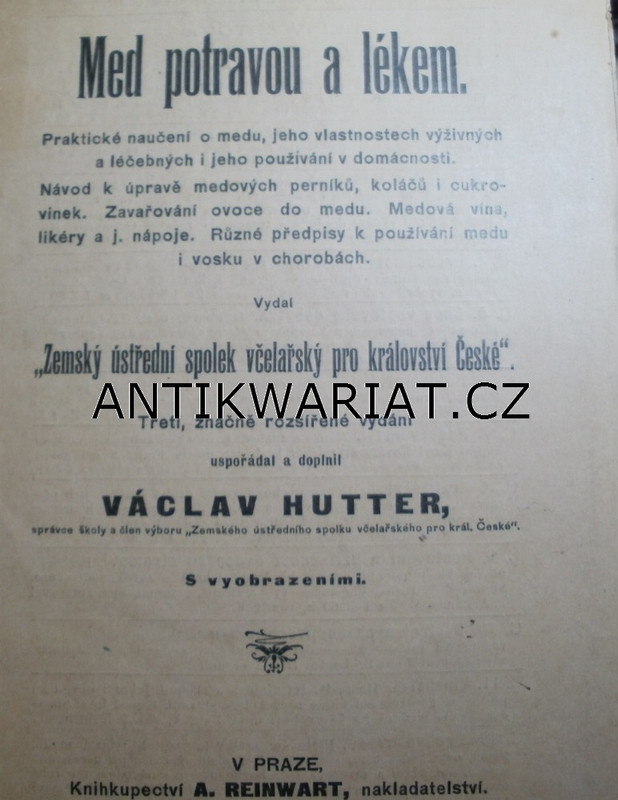 Med potravou a lékem.
Praktické naučení o medu, jeho vlastnostech výživných
a léčebných i jeho používání v domácnosti.
Návod k úpravě medových perníků, koláčů i cukro-
vinek. Zavařování ovoce do medu. Medová vína,
likéry a j. nápoje. Různé předpisy k používání medu
i vosku v chorobách.
Vydal
„Zemský ústřední spolek včelařský pro království České“.
ANTIKWARIAT.CZ
Třetí, značně rozšířené vydání
uspořádal a doplnil
VÁCLAV HUTTER,
správce školy a člen výboru „Zemského ústředního spolku včelařského pro král. České“.
S vyobrazeními.
V PRAZE,
Knihkupectví A. REINWART, nakladatelství.